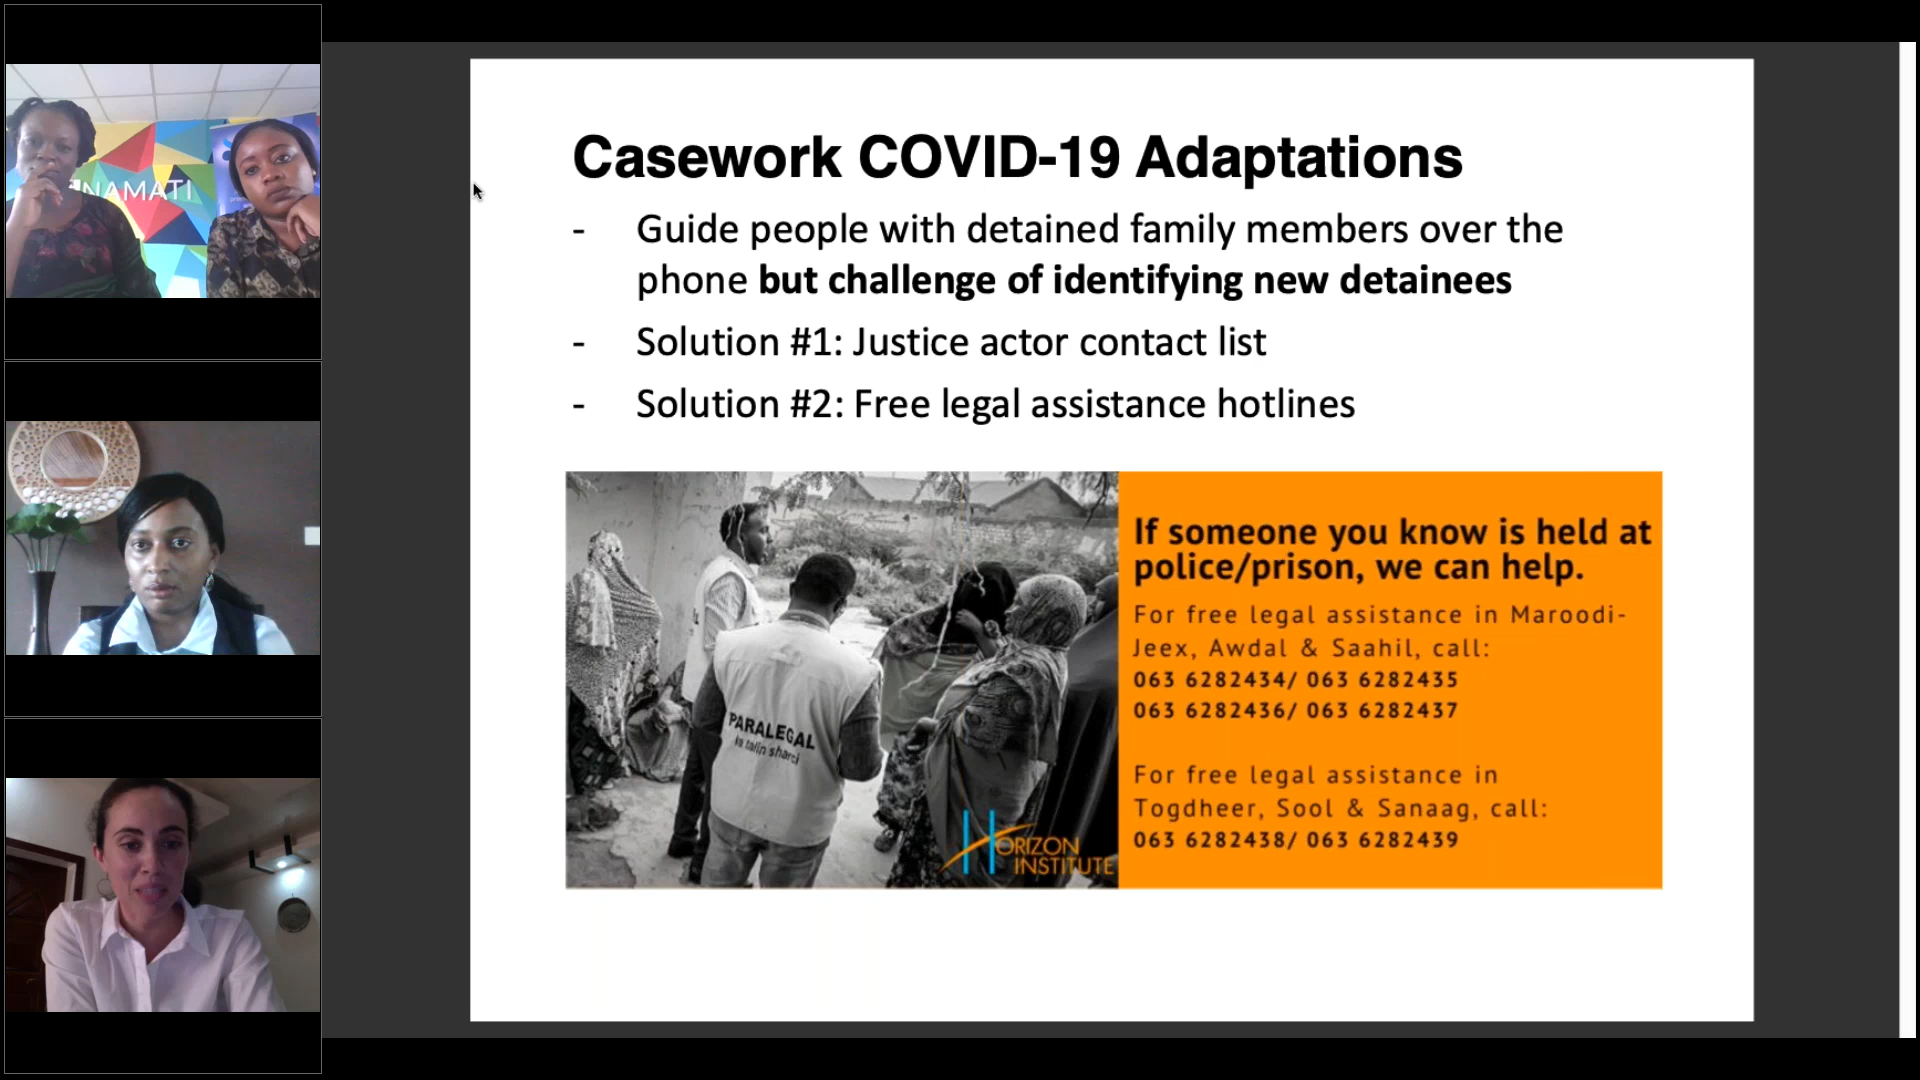 NAMATI
Casework COVID-19 Adaptations
- Guide people with detained family members over the
phone but challenge of identifying new detainees
- Solution #1: Justice actor contact list
- Solution #2: Free legal assistance hotlines
PARALEGAL
HORIZON
INSTITUTE
If someone you know is held at
police/prison, we can help.
For free legal assistance in Maroodi-
Jeex, Awdal & Saahil, call:
063 6282434/ 063 6282435
063 6282436/ 063 6282437
For free legal assistance in
Togdheer, Sool & Sanaag, call:
063 6282438/ 063 6282439